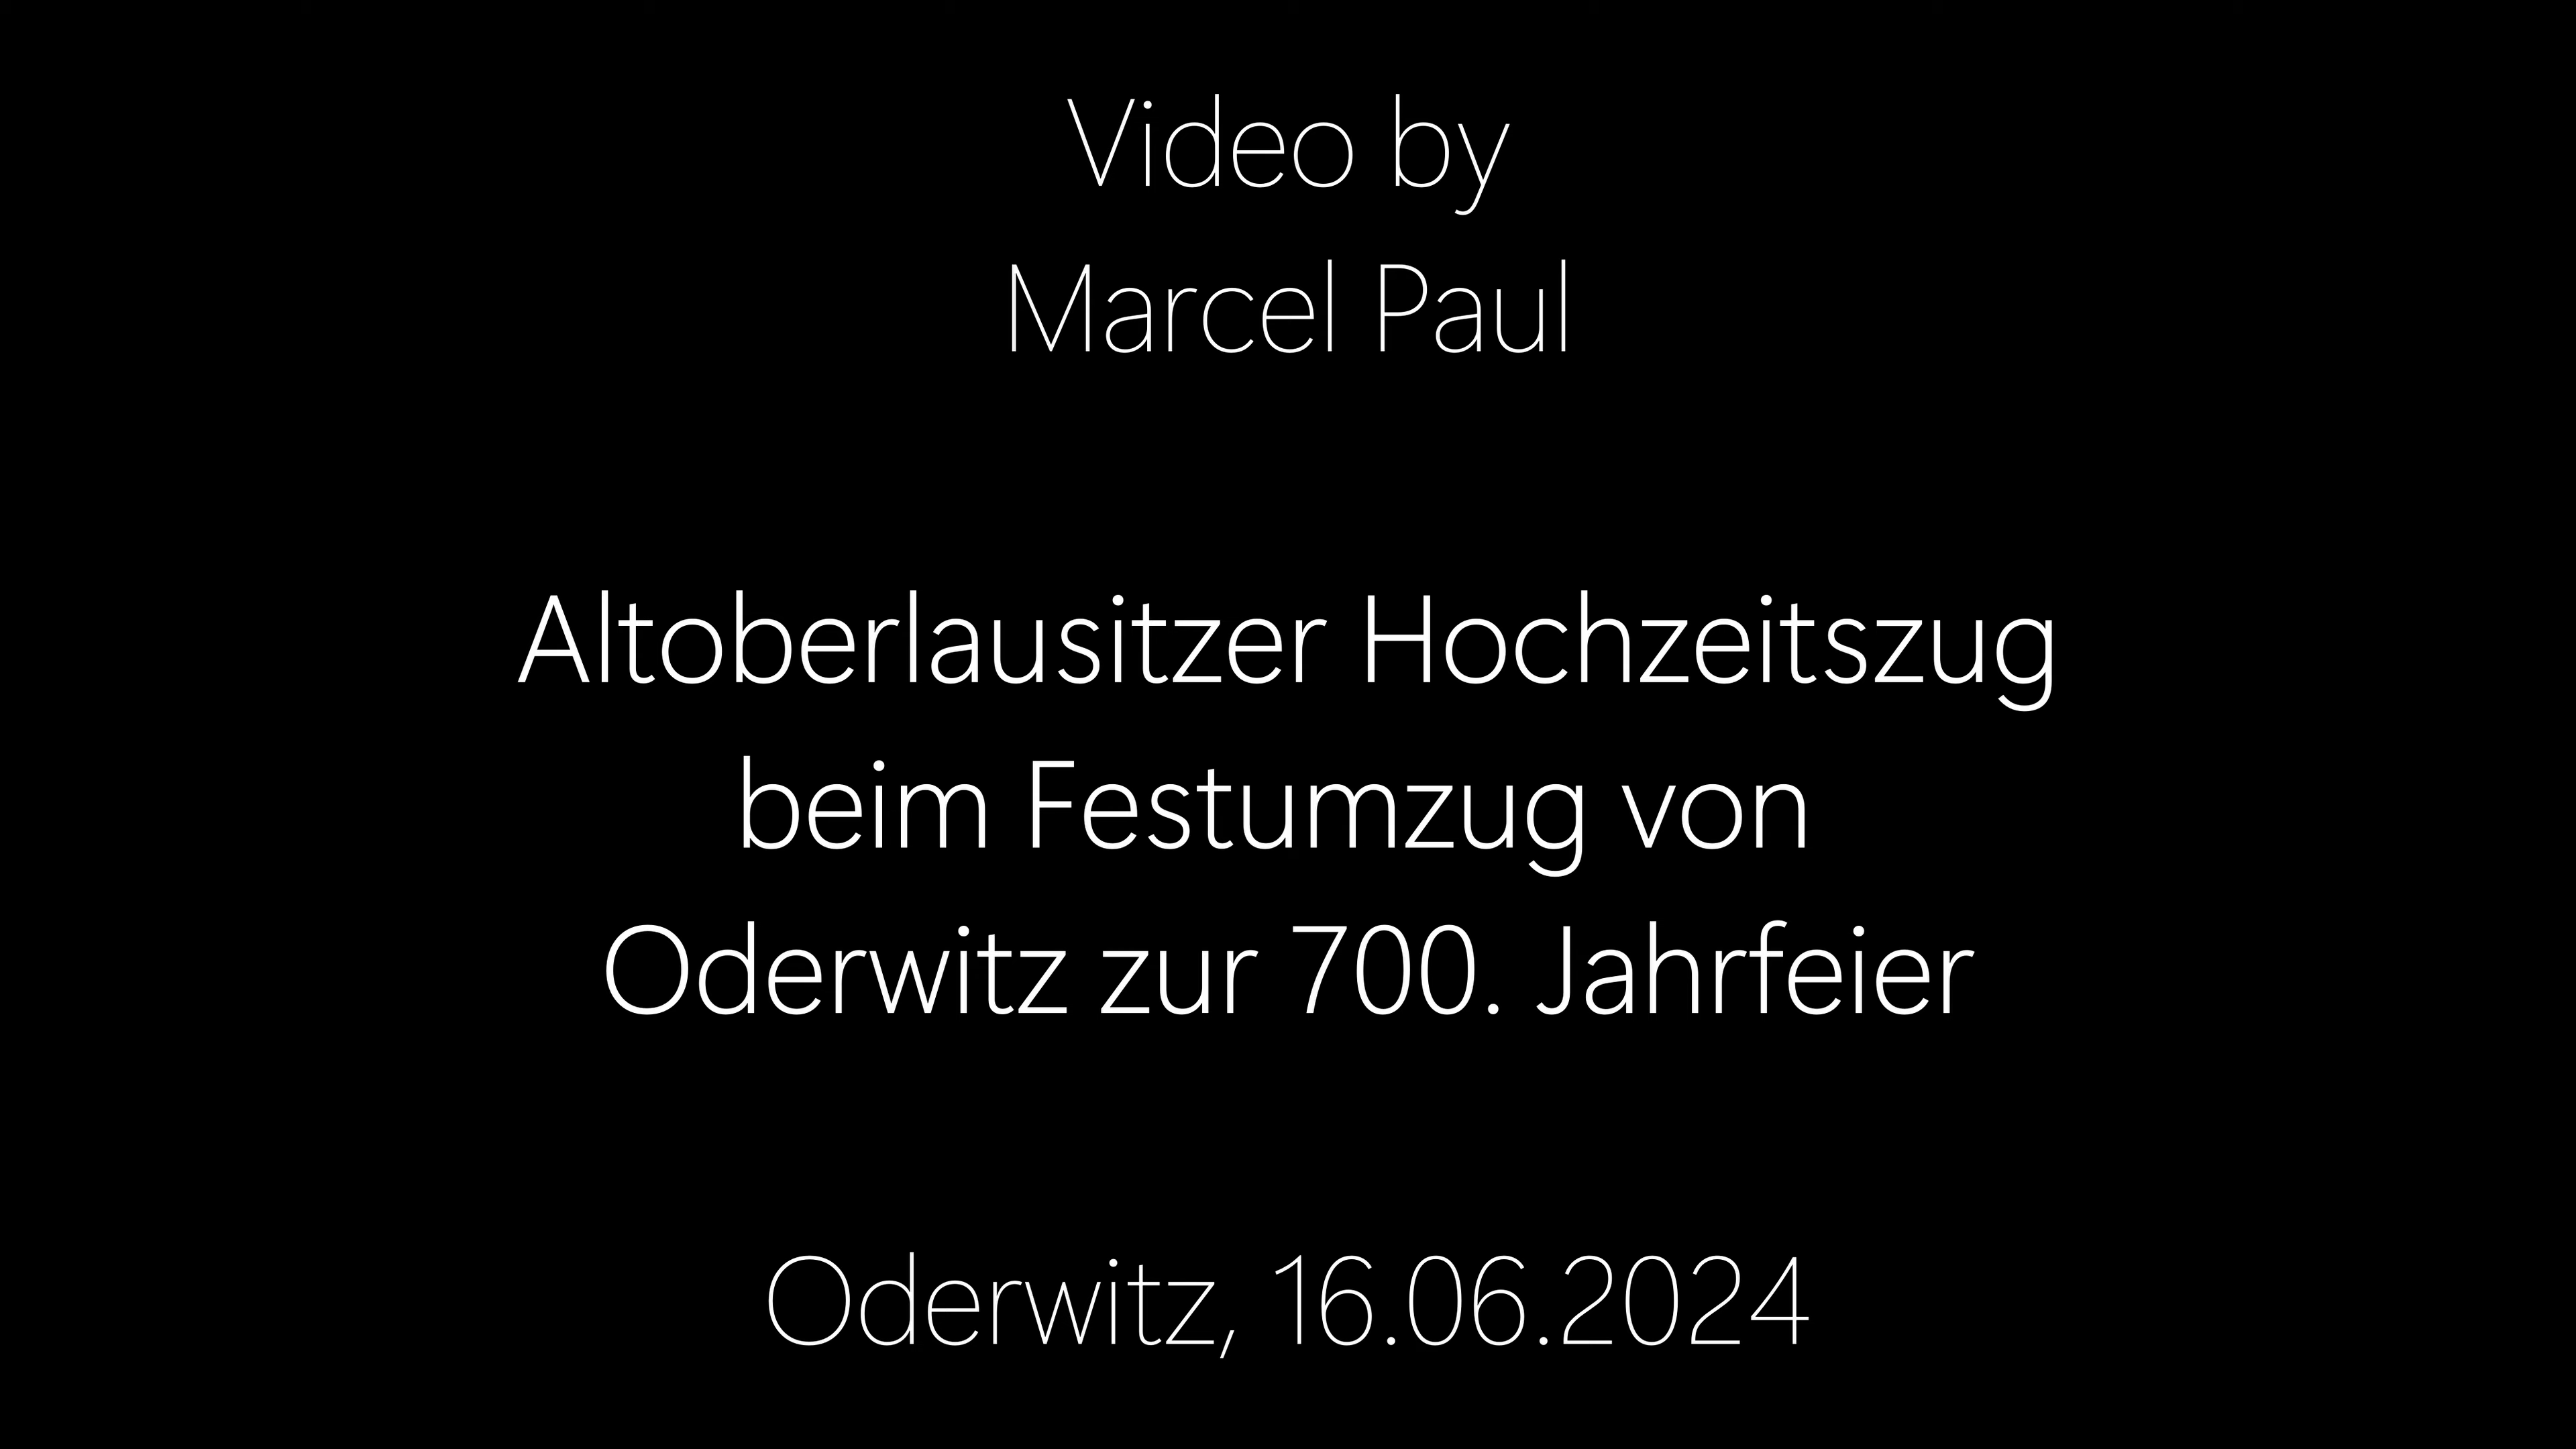 Video by
Marcel Paul
Altoberlausitzer Hochzeitszug
beim Festumzug von
Oderwitz zur 700. Jahrfeier
Oderwitz, 16.06.2024